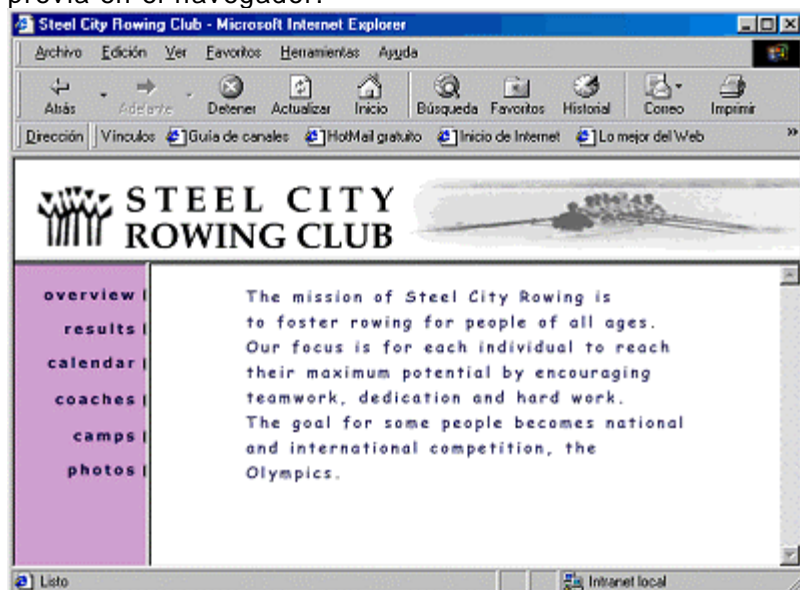 previa en el navegador.
Steel City Rowing Club - Microsoft Internet Explorer
Archivo Edición Ver Favoritos Herramientas Ayuda
Atrás Adelante Detener Actualizar Inicio Búsqueda Favoritos Historial Correo Imprimir
Dirección Vínculos Guía de canales HotMail gratuito Inicio de Internet Lo mejor del Web »
STEEL CITY
ROWING CLUB
overview
results
calendar
coaches
camps
photos
The mission of Steel City Rowing is
to foster rowing for people of all ages.
Our focus is for each individual to reach
their maximum potential by encouraging
teamwork, dedication and hard work.
The goal for some people becomes national
and international competition, the
Olympics.
Listo Intranet local